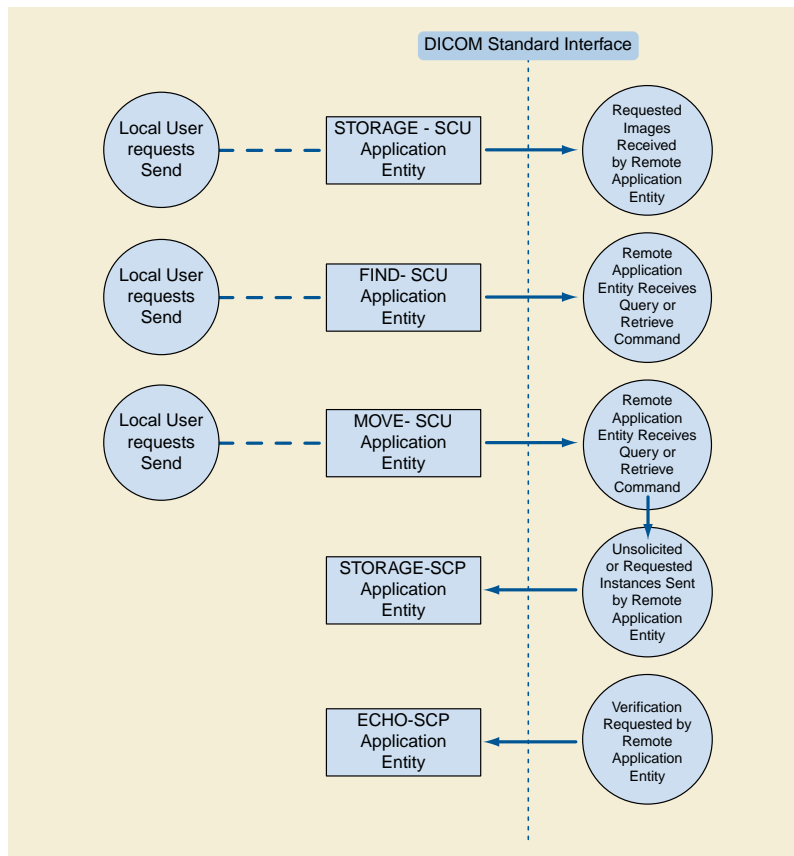 DICOM Standard Interface
Local User
requests
Send
STORAGE - SCU
Application
Entity
Requested
Images
Received
by Remote
Application
Entity
Local User
requests
Send
FIND- SCU
Application
Entity
Remote
Application
Entity Receives
Query or
Retrieve
Command
Local User
requests
Send
MOVE- SCU
Application
Entity
Remote
Application
Entity Receives
Query or
Retrieve
Command
STORAGE-SCP
Application
Entity
Unsolicited
or Requested
Instances Sent
by Remote
Application
Entity
ECHO-SCP
Application
Entity
Verification
Requested by
Remote
Application
Entity